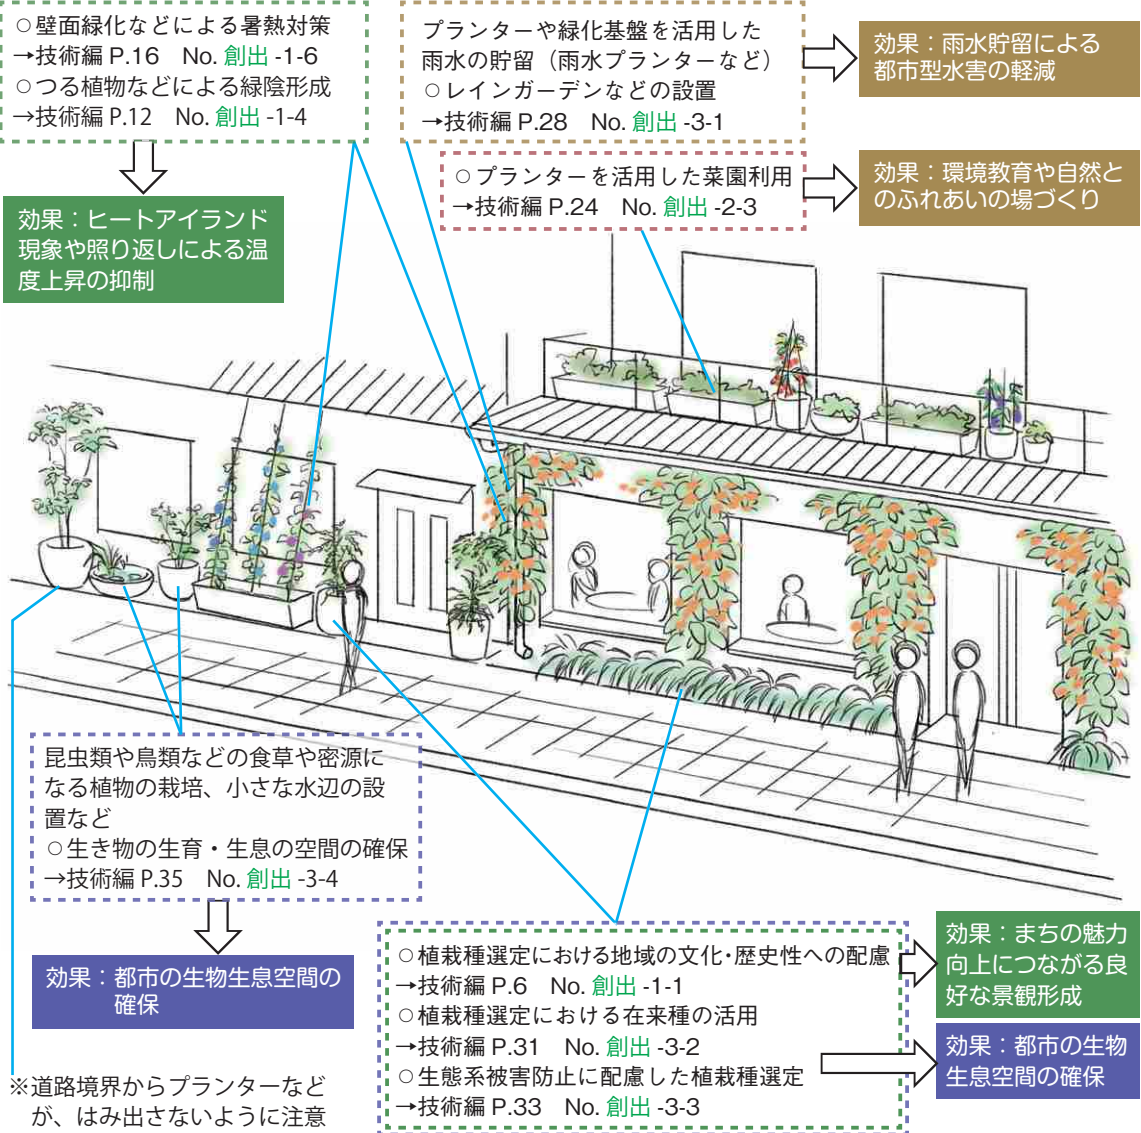 ○壁面緑化などによる暑熱対策
→技術編 P.16　No. 創出 -1-6
○つる植物などによる緑陰形成
→技術編 P.12　No. 創出 -1-4
効果：ヒートアイランド
現象や照り返しによる温
度上昇の抑制
プランターや緑化基盤を活用した
雨水の貯留（雨水プランターなど）
○レインガーデンなどの設置
→技術編 P.28　No. 創出 -3-1
効果：雨水貯留による
都市型水害の軽減
○プランターを活用した菜園利用
→技術編 P.24　No. 創出 -2-3
効果：環境教育や自然と
のふれあいの場づくり
昆虫類や鳥類などの食草や密源に
なる植物の栽培、小さな水辺の設
置など
○生き物の生育・生息の空間の確保
→技術編 P.35　No. 創出 -3-4
効果：都市の生物生息空間の
確保
※道路境界からプランターなど
が、はみ出さないように注意
○植栽種選定における地域の文化・歴史性への配慮
→技術編 P.6　No. 創出 -1-1
○植栽種選定における在来種の活用
→技術編 P.31　No. 創出 -3-2
○生態系被害防止に配慮した植栽種選定
→技術編 P.33　No. 創出 -3-3
効果：まちの魅力
向上につながる良
好な景観形成
効果：都市の生物
生息空間の確保